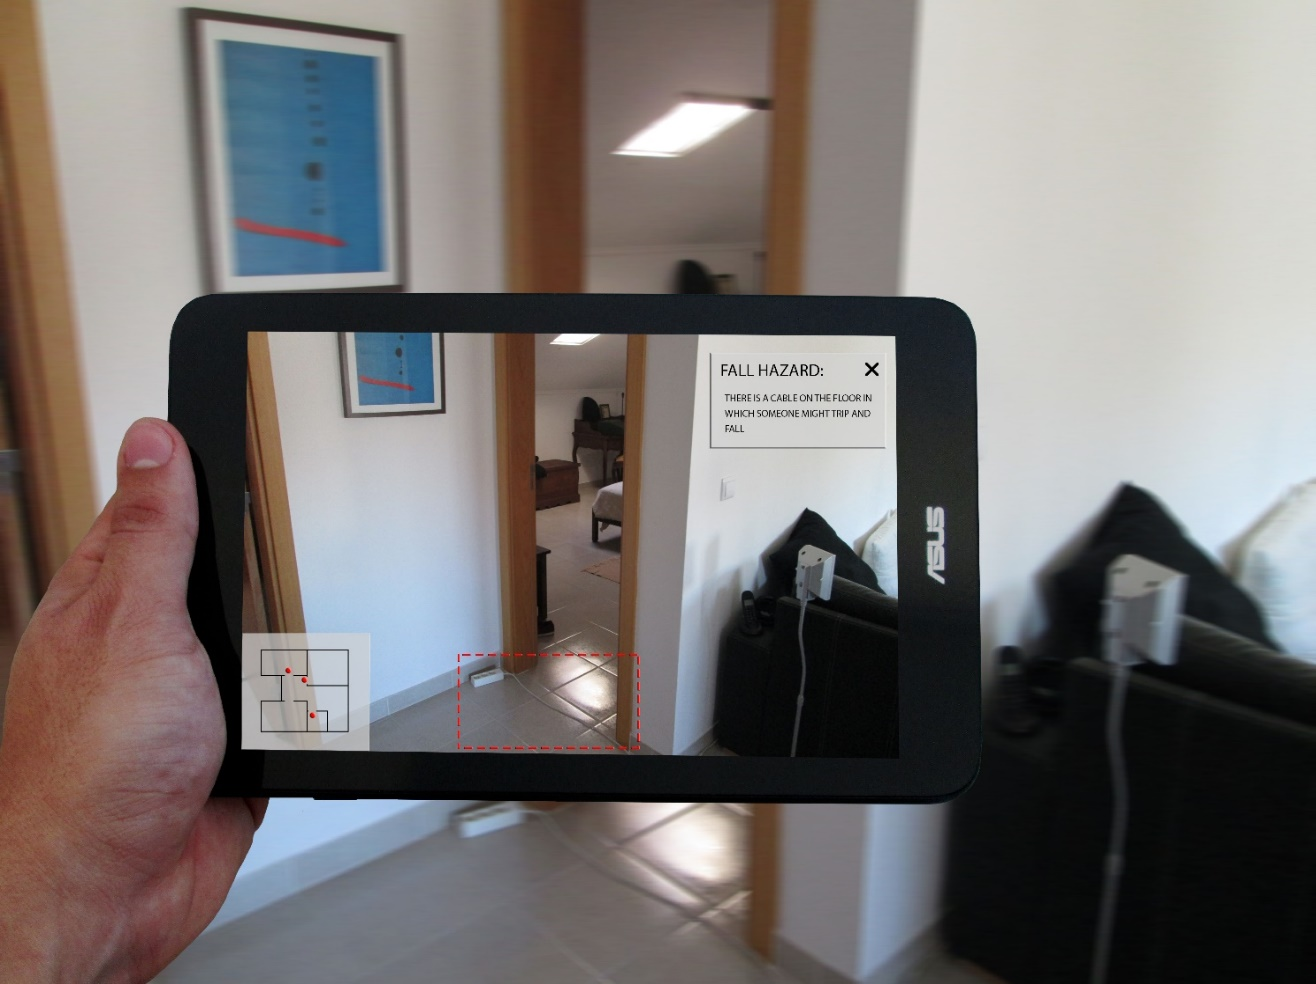 FALL HAZARD:
THERE IS A CABLE ON THE FLOOR IN
WHICH SOMEONE MIGHT TRIP AND
FALL
ASUS